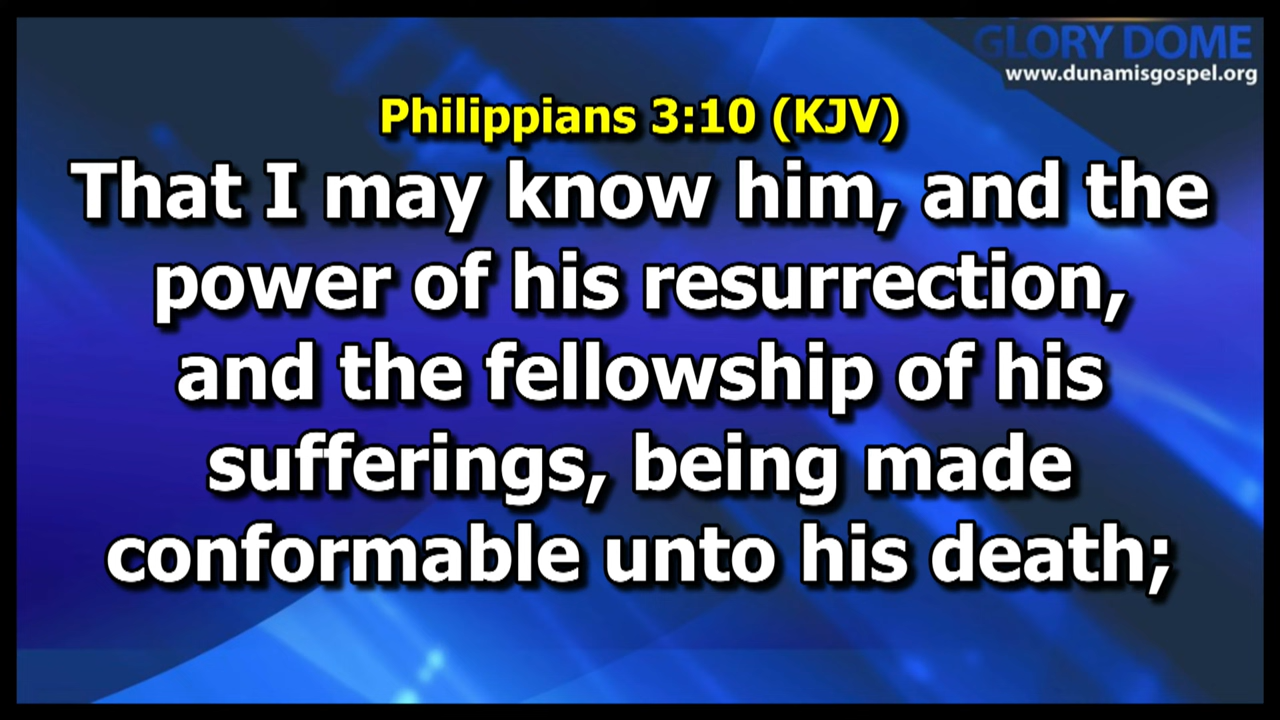 GLORY DOME
www.dunamisgospel.org
Philippians 3:10 (KJV)
That I may know him, and the
power of his resurrection,
and the fellowship of his
sufferings, being made
conformable unto his death;